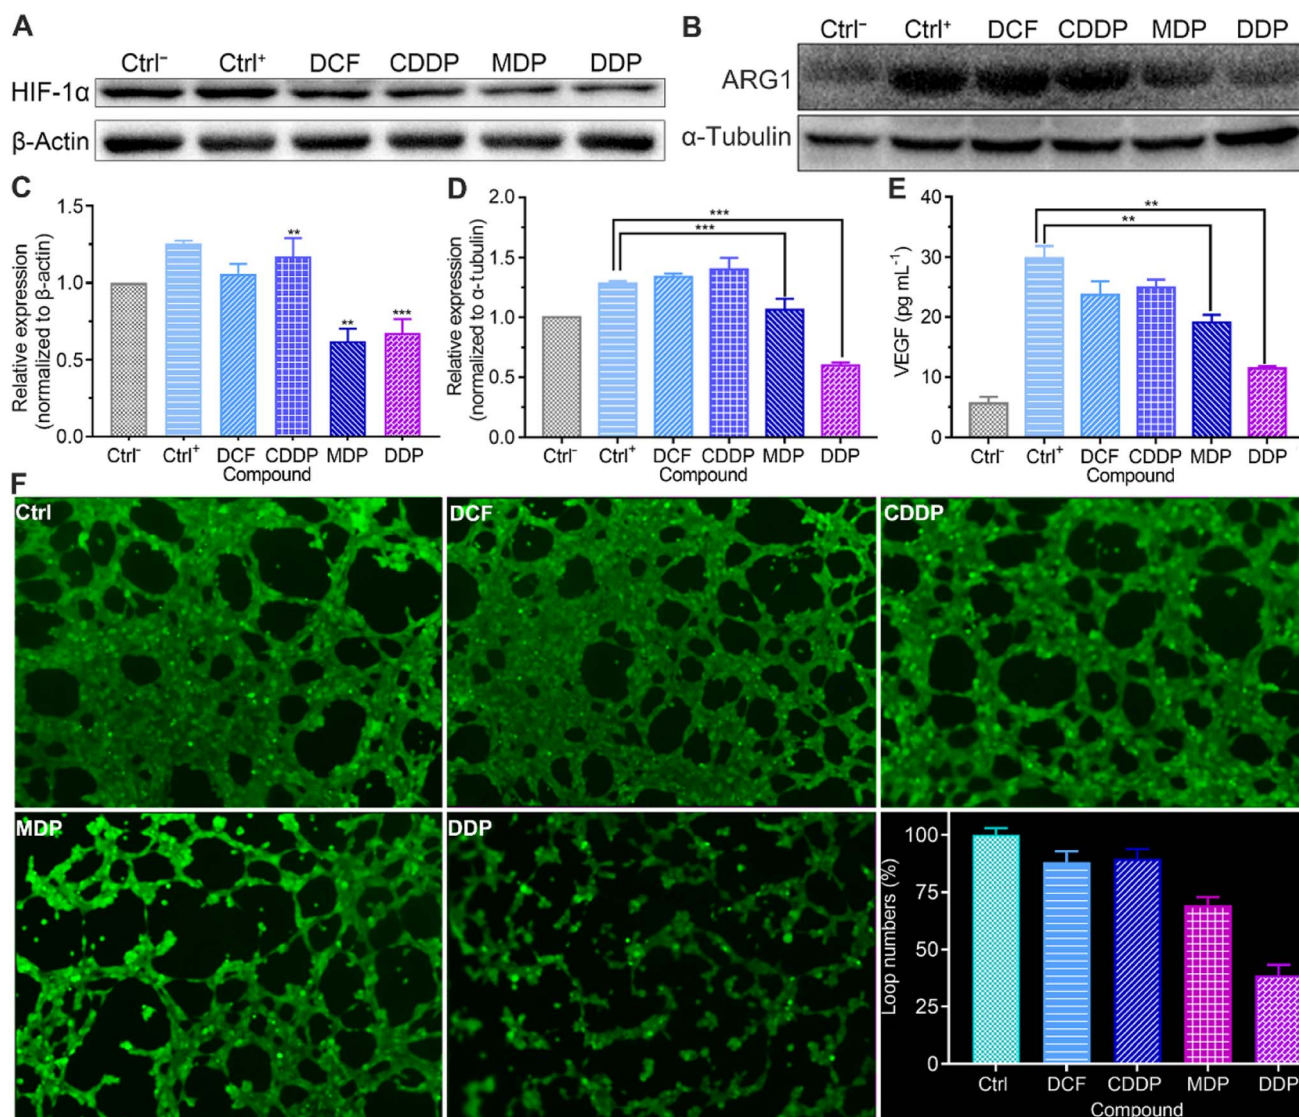 A
Ctrl⁻ Ctrl⁺ DCF CDDP MDP DDP
HIF-1α
β-Actin
B
Ctrl⁻ Ctrl⁺ DCF CDDP MDP DDP
ARG1
α-Tubulin
C
Relative expression
(normalized to β-actin)
1.5
1.0
0.5
0.0
**
**
***
Ctrl⁻ Ctrl⁺ DCF CDDP MDP DDP
Compound
D
Relative expression
(normalized to α-tubulin)
2.0
1.5
1.0
0.5
0.0
***
***
Ctrl⁻ Ctrl⁺ DCF CDDP MDP DDP
Compound
E
VEGF (pg mL⁻¹)
40
30
20
10
0
**
**
Ctrl⁻ Ctrl⁺ DCF CDDP MDP DDP
Compound
F
Ctrl
DCF
CDDP
MDP
DDP
Loop numbers (%)
100
75
50
25
0
Ctrl DCF CDDP MDP DDP
Compound